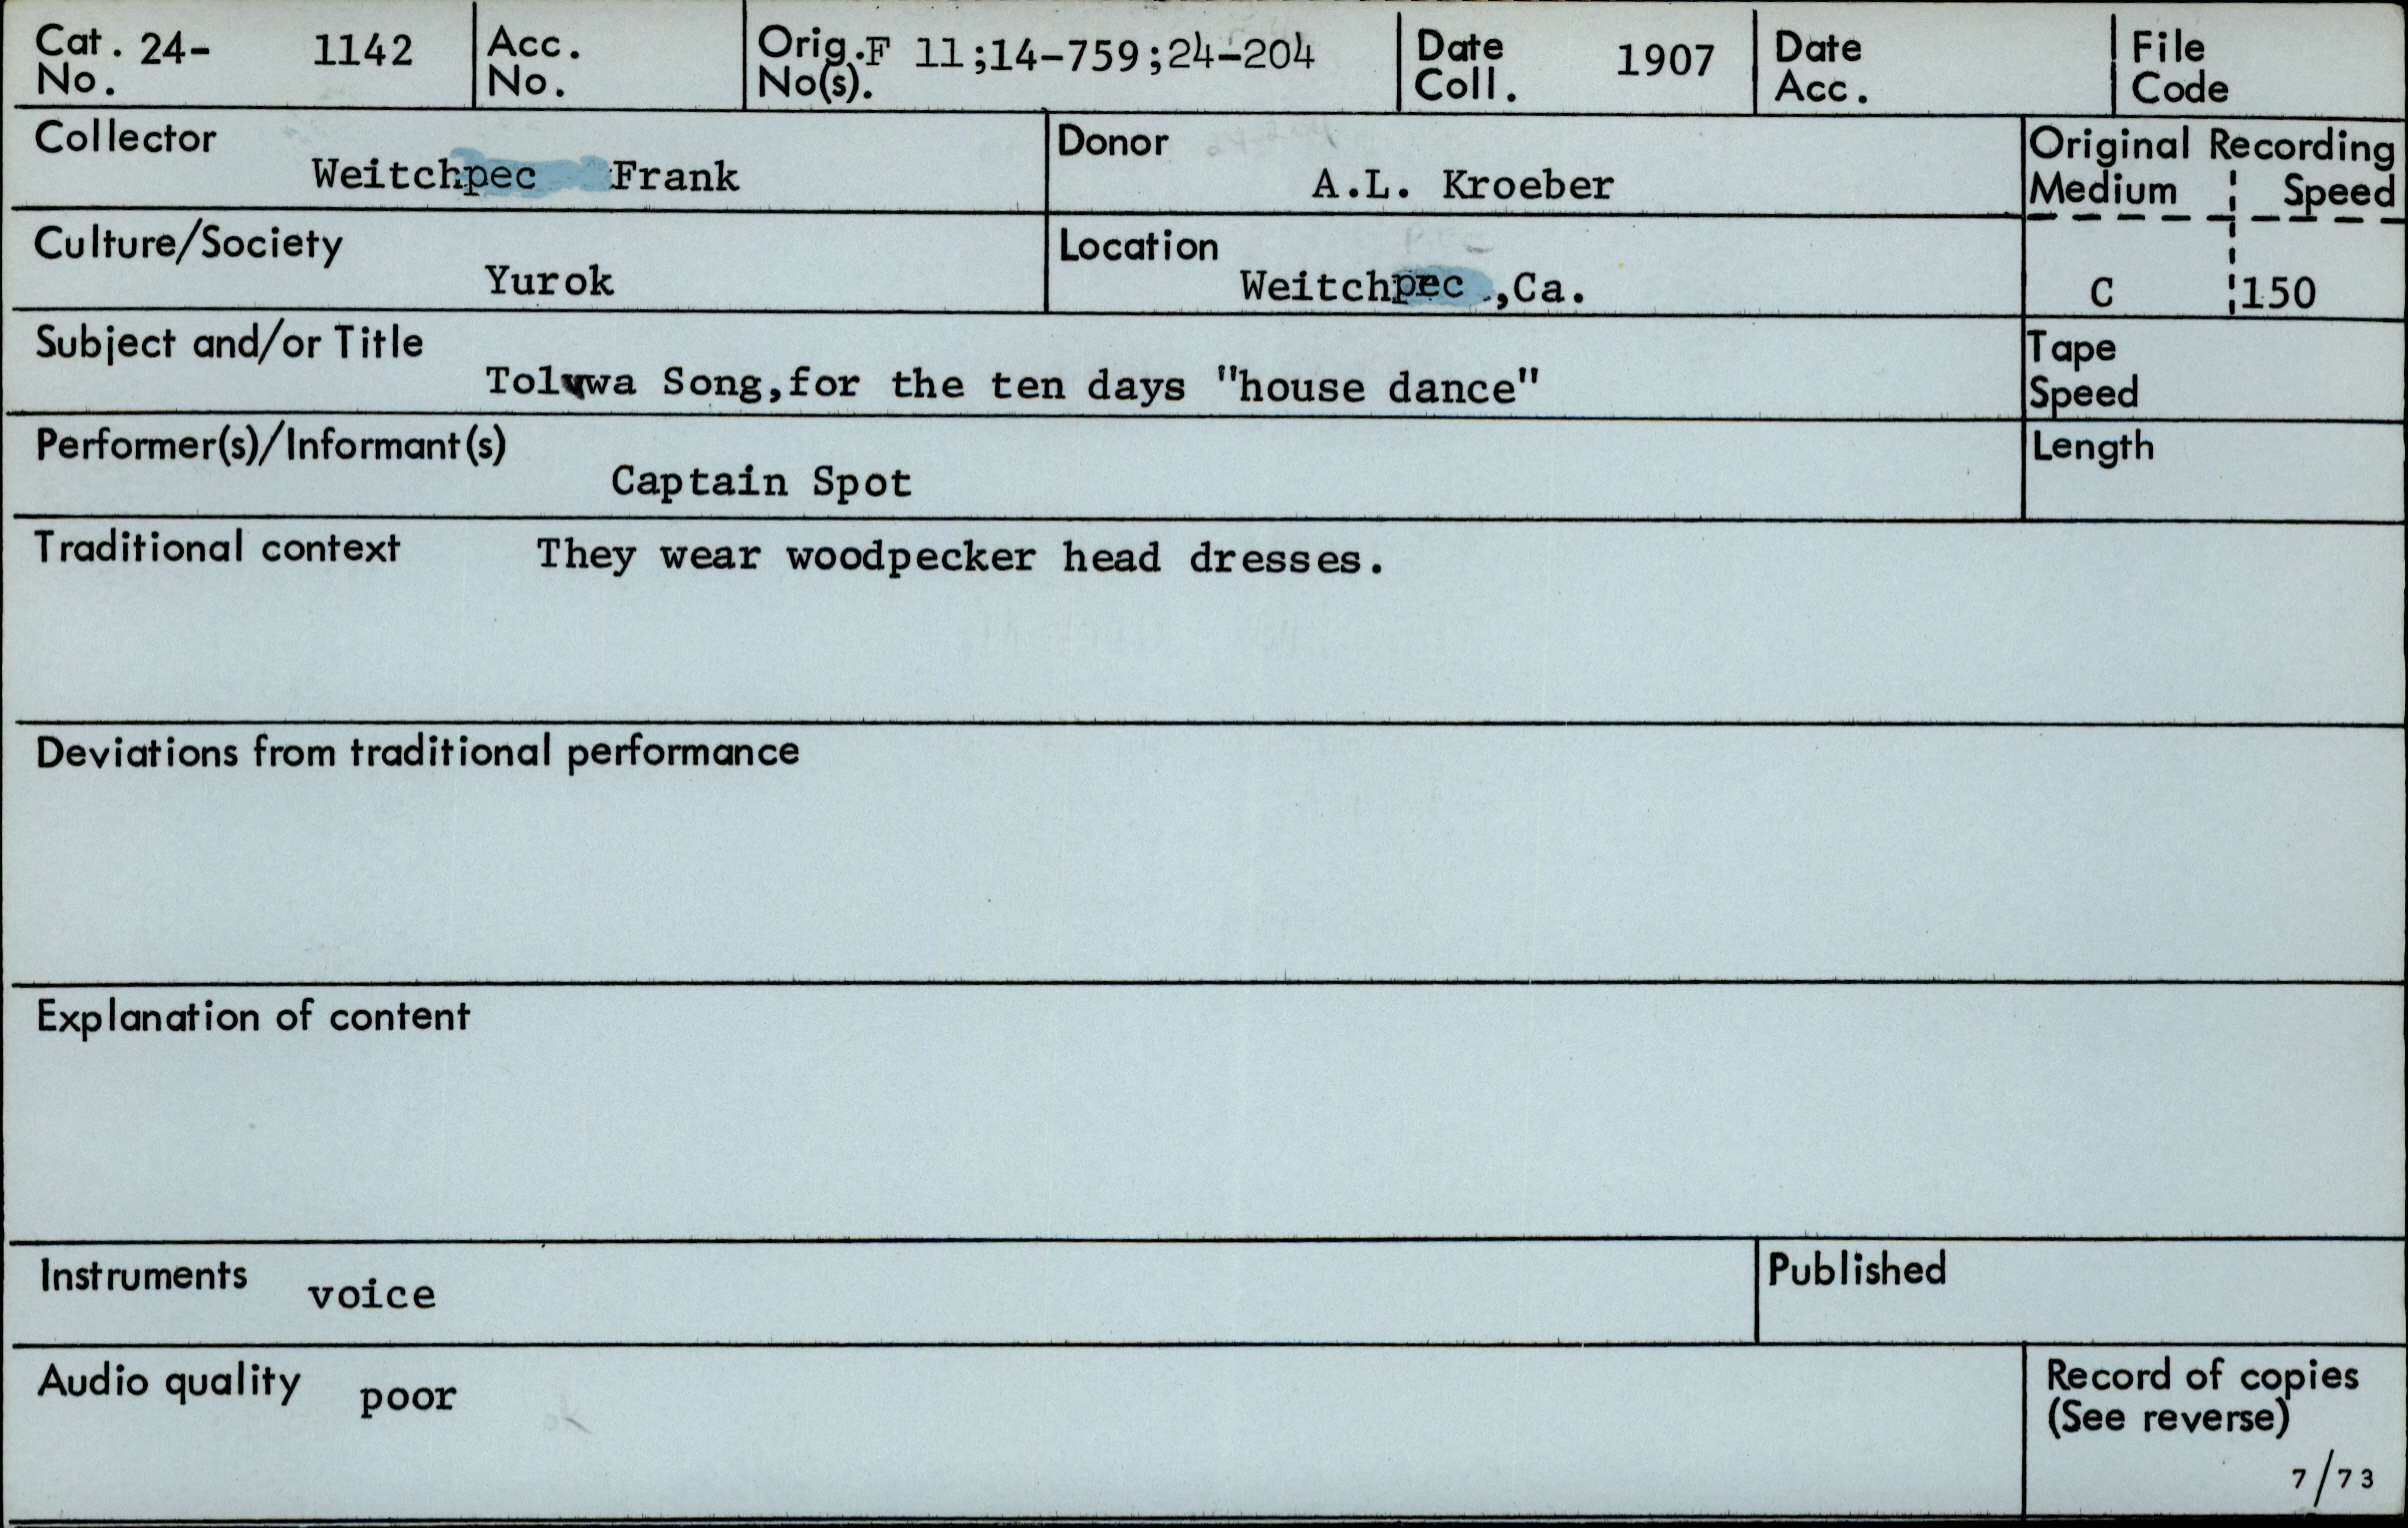 Cat. No. 24- 1142
Acc. No.
Orig. No(s). F 11;14-759;24-204
Date Coll. 1907
Date Acc.
File Code
Collector
Weitchpec Frank
Donor
A.L. Kroeber
Original Recording
Medium Speed
Culture/Society
Yurok
Location
Weitchpec ,Ca.
C 150
Subject and/or Title
Toluwa Song,for the ten days "house dance"
Tape Speed
Performer(s)/Informant(s)
Captain Spot
Length
Traditional context They wear woodpecker head dresses.
Deviations from traditional performance
Explanation of content
Instruments voice
Published
Audio quality poor
Record of copies
(See reverse)
7/73